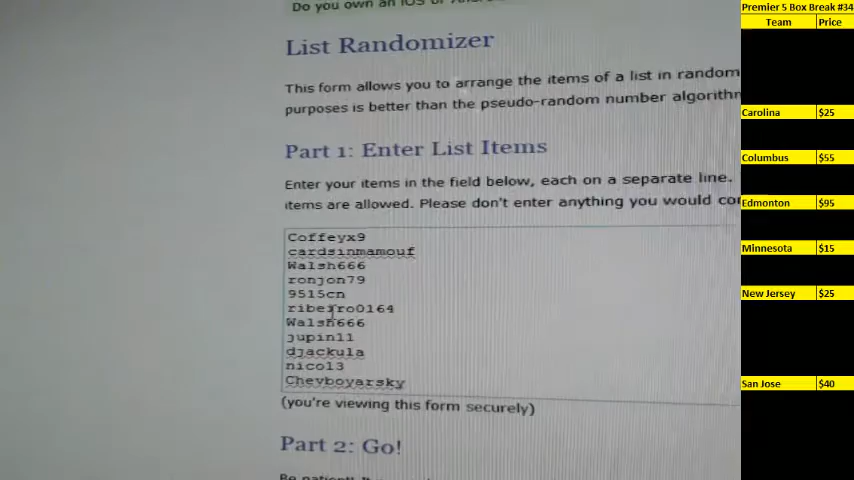 Do you own an iOS or
List Randomizer
This form allows you to arrange the items of a list in random
purposes is better than the pseudo-random number algorithm
Part 1: Enter List Items
Enter your items in the field below, each on a separate line.
items are allowed. Please don't enter anything you would
Coffeyx9
cardsinmamouf
Walsh666
ronjon79
9515cn
ribeiro0164
Walsh666
jupin11
djackula
nico13
Cheyboyarsky
(you're viewing this form securely)
Part 2: Go!
Premier 5 Box Break #34
Team Price
Carolina $25
Columbus $55
Edmonton $95
Minnesota $15
New Jersey $25
San Jose $40